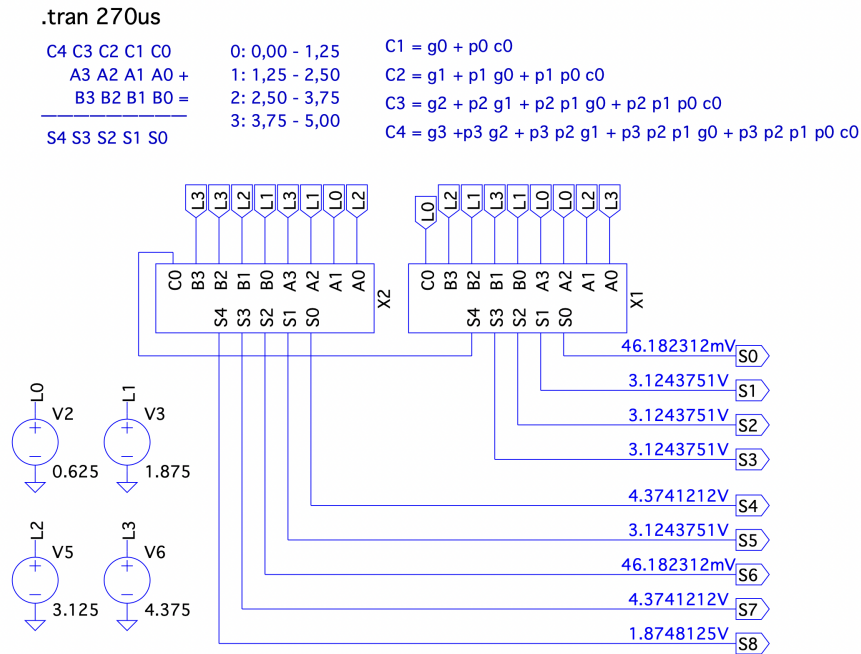 .tran 270us
C4 C3 C2 C1 C0
A3 A2 A1 A0 +
B3 B2 B1 B0 =
————————
S4 S3 S2 S1 S0
0: 0,00 - 1,25
1: 1,25 - 2,50
2: 2,50 - 3,75
3: 3,75 - 5,00
C1 = g0 + p0 c0
C2 = g1 + p1 g0 + p1 p0 c0
C3 = g2 + p2 g1 + p2 p1 g0 + p2 p1 p0 c0
C4 = g3 +p3 g2 + p3 p2 g1 + p3 p2 p1 g0 + p3 p2 p1 p0 c0
L3 L3 L2 L1 L3 L1 L0 L2
C0 B3 B2 B1 B0 A3 A2 A1 A0
S4 S3 S2 S1 S0
X2
L0 L2 L1 L3 L1 L0 L0 L2 L3
C0 B3 B2 B1 B0 A3 A2 A1 A0
S4 S3 S2 S1 S0
X1
46.182312mV S0
3.1243751V S1
3.1243751V S2
3.1243751V S3
4.3741212V S4
3.1243751V S5
46.182312mV S6
4.3741212V S7
1.8748125V S8
L0
V2
+
−
0.625
L1
V3
+
−
1.875
L2
V5
+
−
3.125
L3
V6
+
−
4.375